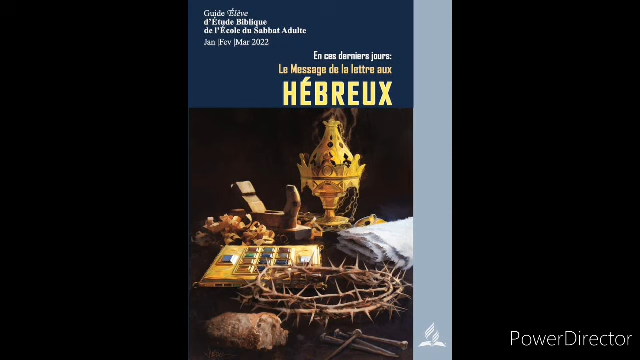 Guide Élève
d'Étude Biblique
de l'École du Sabbat Adulte
Jan |Fev |Mar 2022
En ces derniers jours:
Le Message de la lettre aux
HÉBREUX
PowerDirector